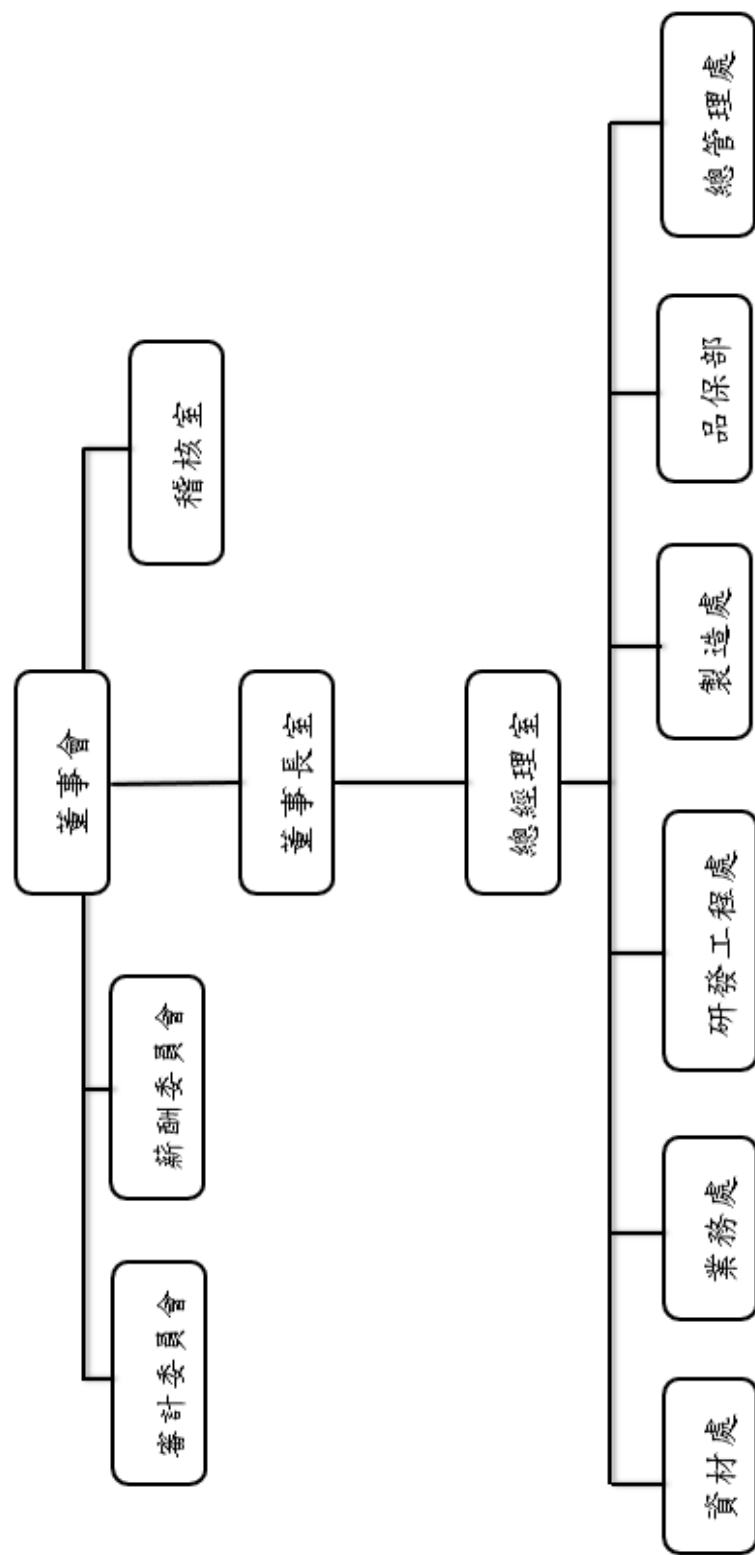 董事會
審計委員會
薪酬委員會
稽核室
董事長室
總經理室
資材處
業務處
研發工程處
製造處
品保部
總管理處